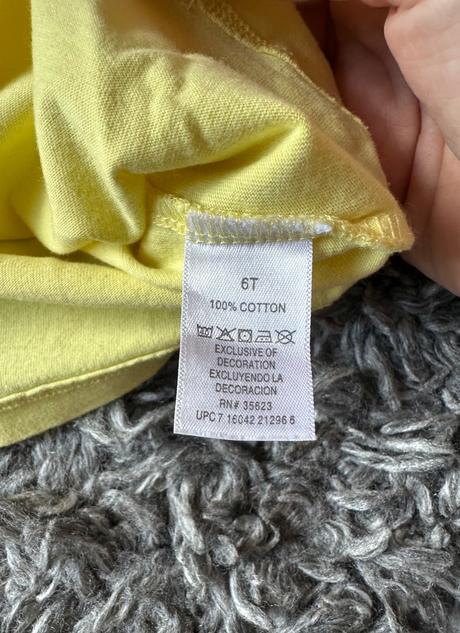 6T
100% COTTON
EXCLUSIVE OF
DECORATION
EXCLUYENDO LA
DECORACION
RN# 35623
UPC 7 16042 21296 6